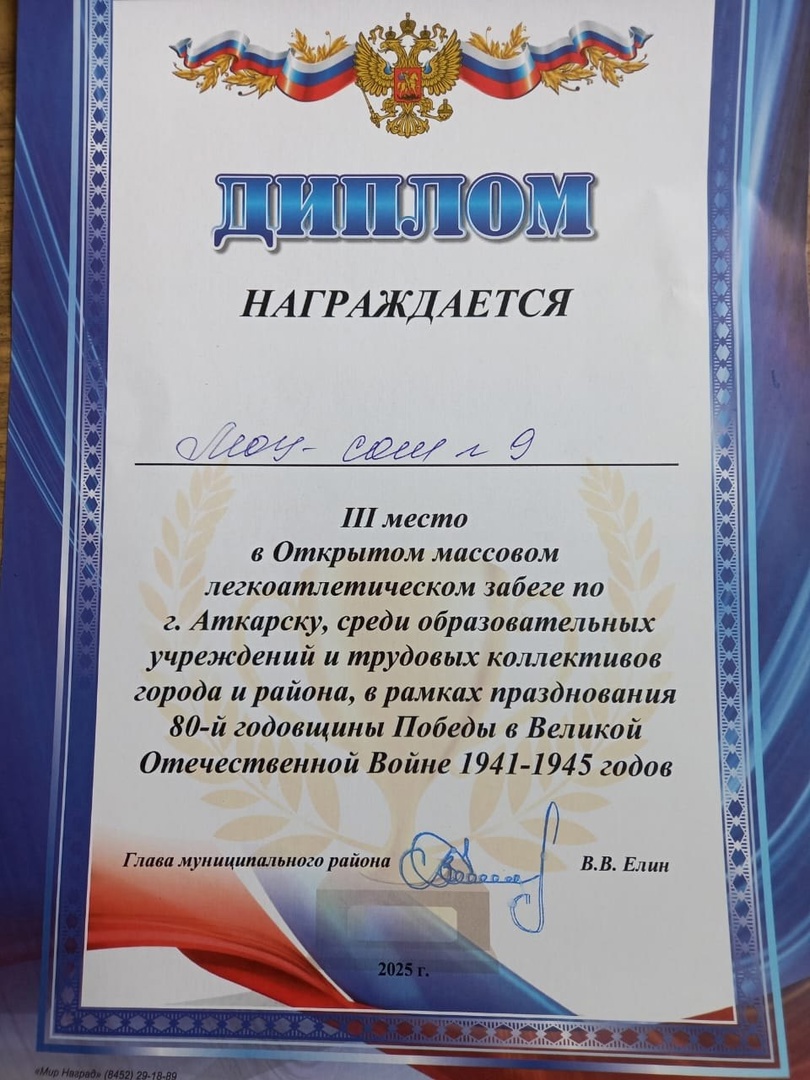 ДИПЛОМ
НАГРАЖДАЕТСЯ
МОУ- СОШ № 9
III место
в Открытом массовом
легкоатлетическом забеге по
г. Аткарску, среди образовательных
учреждений и трудовых коллективов
города и района, в рамках празднования
80-й годовщины Победы в Великой
Отечественной Войне 1941-1945 годов
Глава муниципального района В.В. Елин
2025 г.
«Мир Наград» (8452) 29-18-89